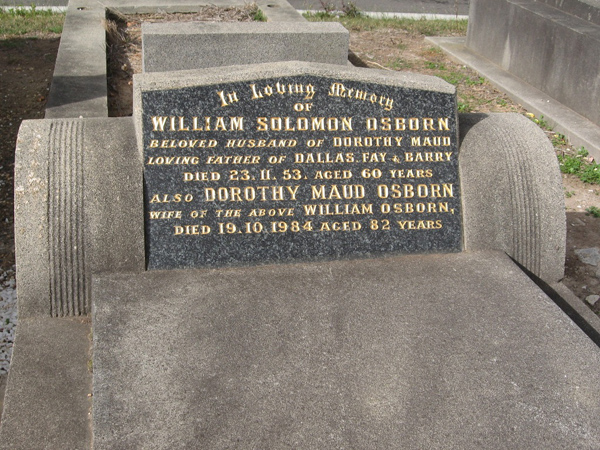 In Loving Memory
OF
WILLIAM SOLOMON OSBORN
BELOVED HUSBAND OF DOROTHY MAUD
LOVING FATHER OF DALLAS, FAY & BARRY
DIED 23. 11. 53. AGED 60 YEARS
ALSO DOROTHY MAUD OSBORN
WIFE OF THE ABOVE WILLIAM OSBORN,
DIED 19.10.1984 AGED 82 YEARS